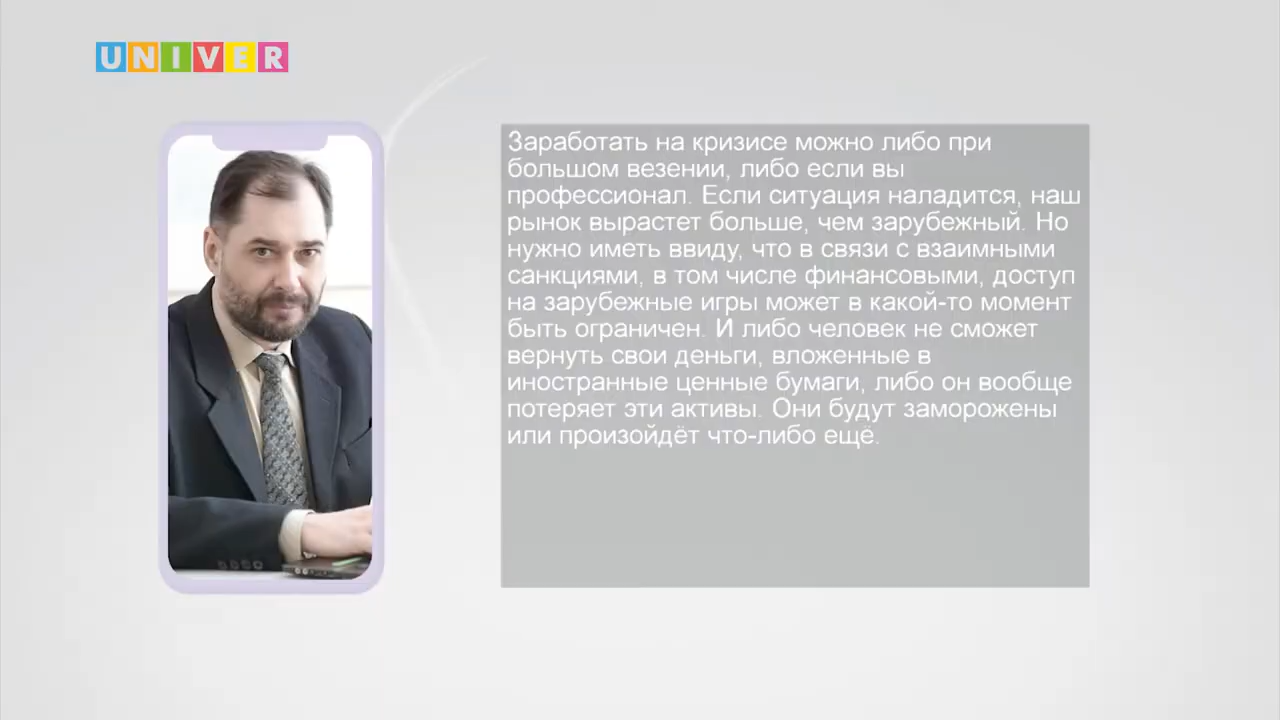 UNIVER
Заработать на кризисе можно либо при
большом везении, либо если вы
профессионал. Если ситуация наладится, наш
рынок вырастет больше, чем зарубежный. Но
нужно иметь ввиду, что в связи с взаимными
санкциями, в том числе финансовыми, доступ
на зарубежные игры может в какой-то момент
быть ограничен. И либо человек не сможет
вернуть свои деньги, вложенные в
иностранные ценные бумаги, либо он вообще
потеряет эти активы. Они будут заморожены
или произойдёт что-либо ещё.